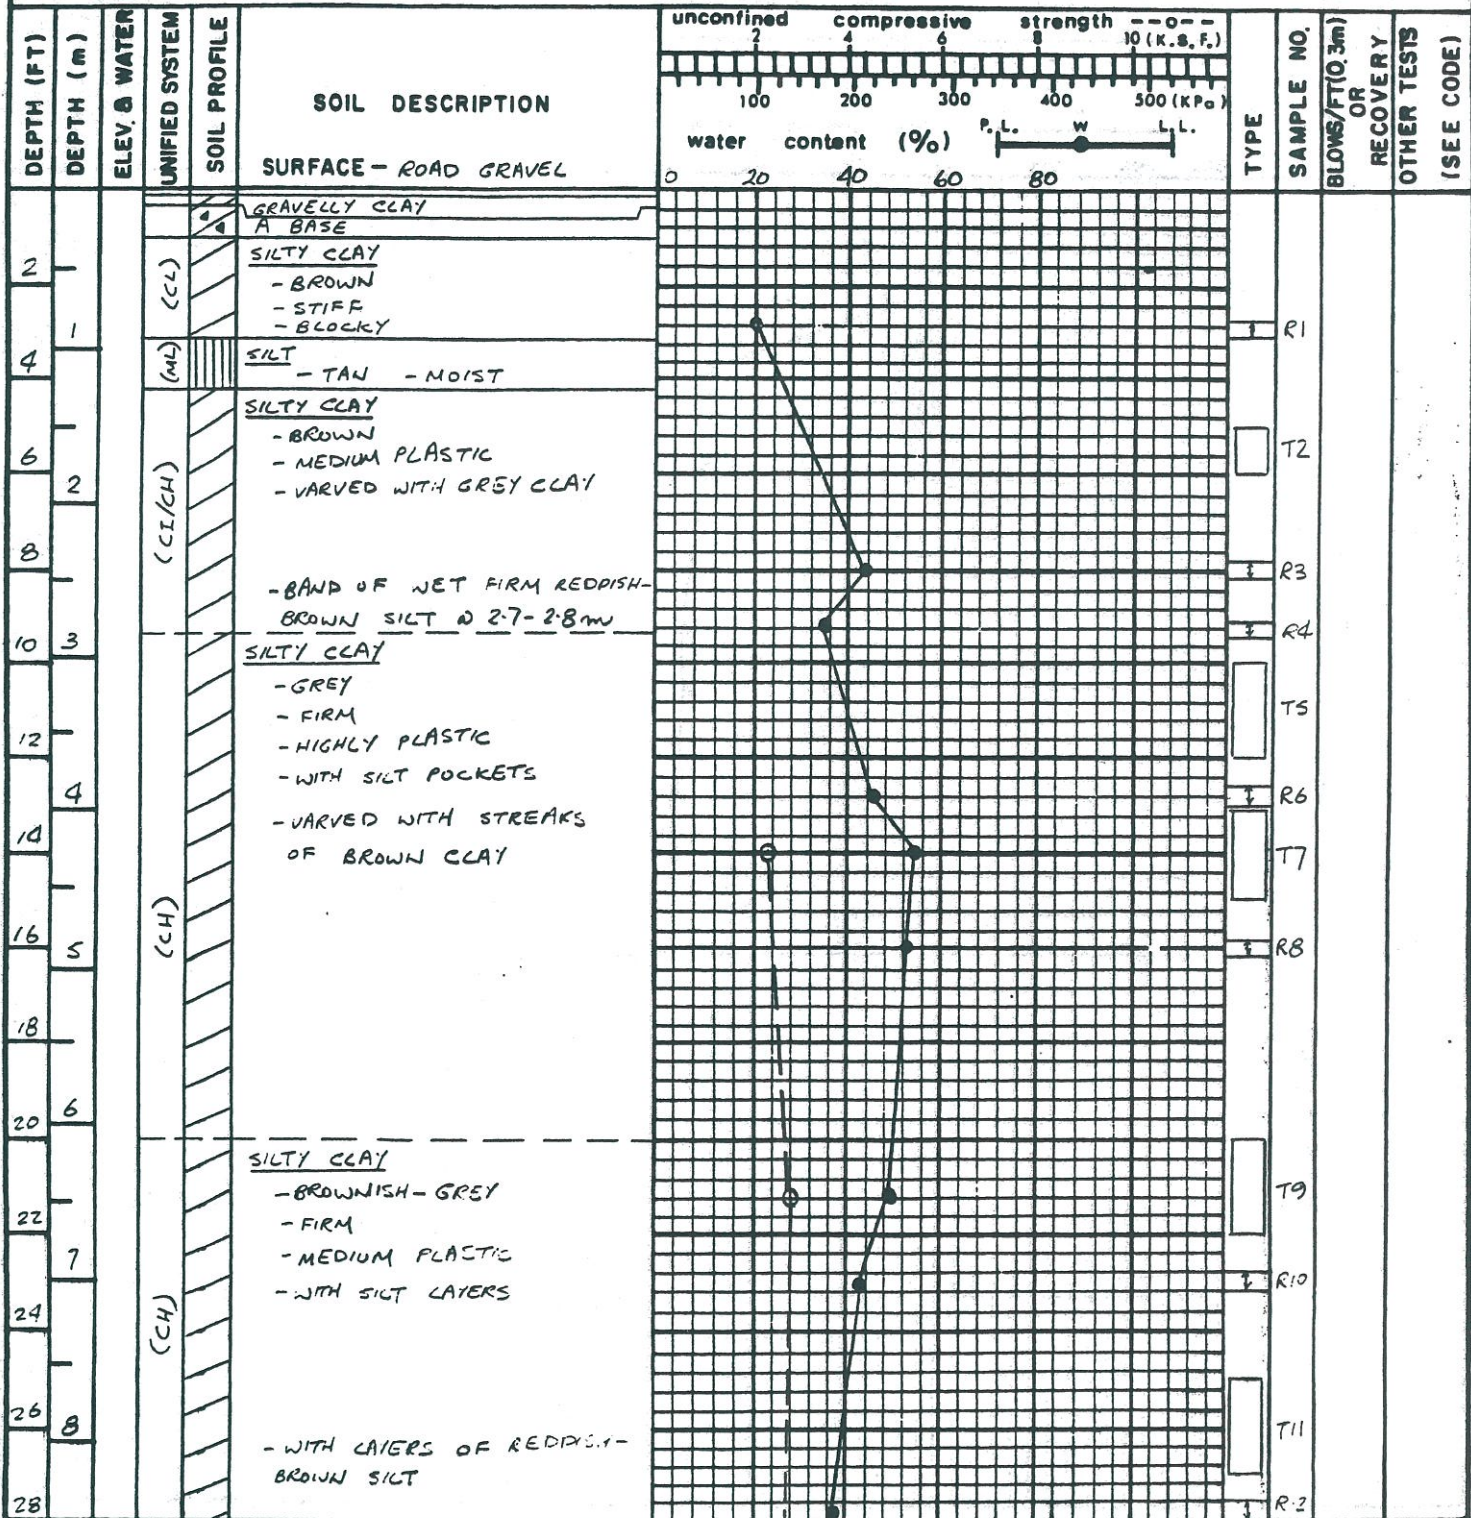 DEPTH (FT)
DEPTH (m)
ELEV. & WATER
UNIFIED SYSTEM
SOIL PROFILE
SOIL DESCRIPTION
SURFACE - ROAD GRAVEL
unconfined compressive strength --o--
2 4 6 8 10 (K.S.F.)
100 200 300 400 500 (KPa)
water content (%) P.L. W L.L.
0 20 40 60 80
TYPE
SAMPLE NO.
BLOWS/FT(0.3m)
OR
RECOVERY
OTHER TESTS
(SEE CODE)
GRAVELLY CLAY
A BASE
2
(CL)
SILTY CLAY
- BROWN
- STIFF
- BLOCKY
1
R1
4
(ML)
SILT
- TAN - MOIST
SILTY CLAY
- BROWN
- MEDIUM PLASTIC
- VARVED WITH GREY CLAY
6
T2
2
(CI/CH)
8
R3
- BAND OF WET FIRM REDDISH-
BROWN SILT @ 2.7-2.8m
R4
10
3
SILTY CLAY
- GREY
- FIRM
- HIGHLY PLASTIC
- WITH SILT POCKETS
- VARVED WITH STREAKS
OF BROWN CLAY
T5
12
4
R6
14
T7
(CH)
16
5
R8
18
6
20
SILTY CLAY
- BROWNISH-GREY
- FIRM
- MEDIUM PLASTIC
- WITH SILT LAYERS
T9
22
7
R10
24
(CH)
26
8
T11
- WITH LAYERS OF REDDISH-
BROWN SILT
28